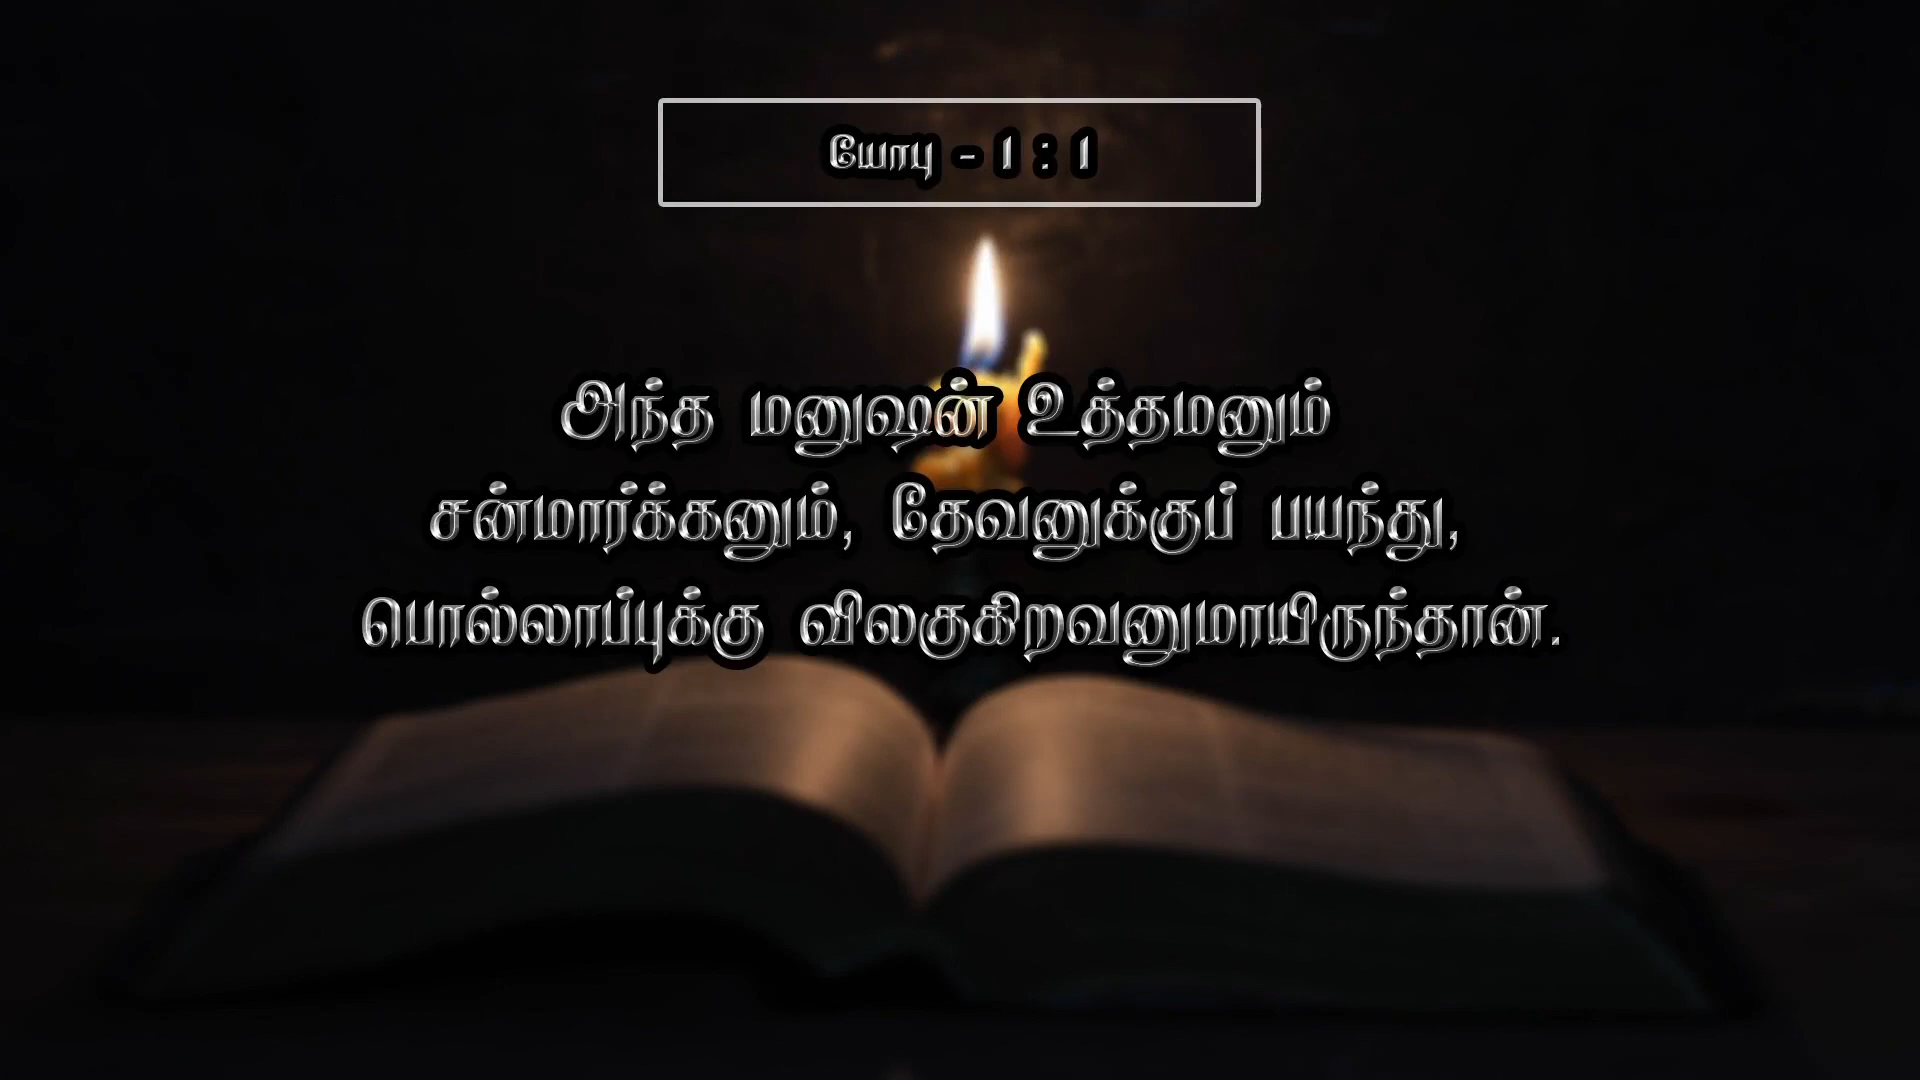 யோபு - 1 : 1
அந்த மனுஷன் உத்தமனும்
சன்மார்க்கனும், தேவனுக்குப் பயந்து,
பொல்லாப்புக்கு விலகுகிறவனுமாயிருந்தான்.